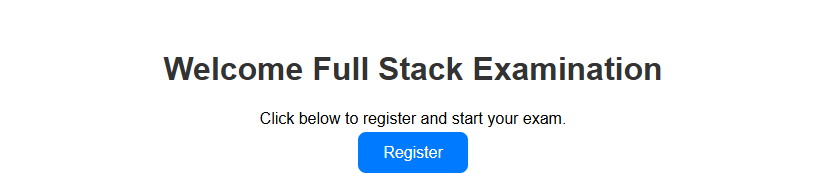 Welcome Full Stack Examination
Click below to register and start your exam.
Register